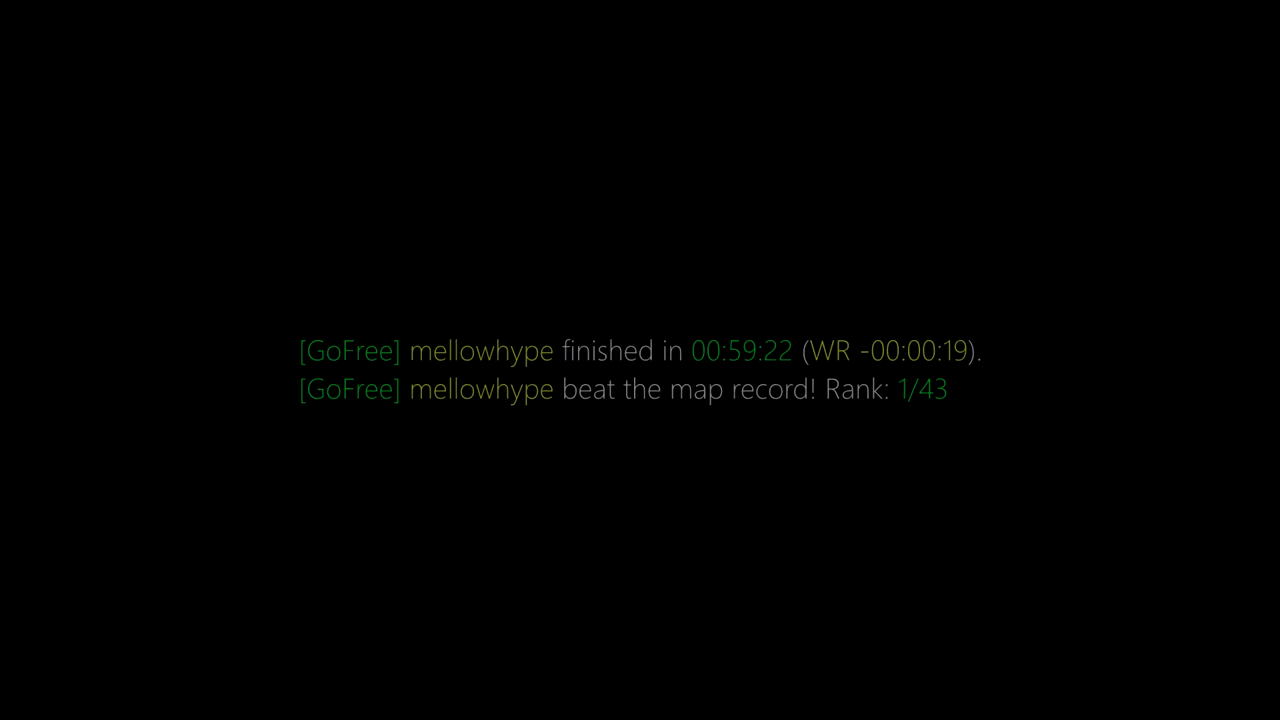 [GoFree] mellowhype finished in 00:59:22 (WR -00:00:19).
[GoFree] mellowhype beat the map record! Rank: 1/43